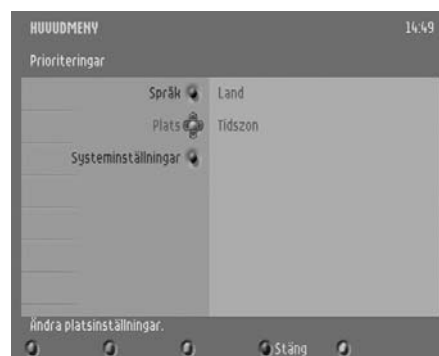 HUVUDMENY 14:49
Prioriteringar
Språk Land
Plats Tidszon
Systeminställningar
Ändra platsinställningar.
Stäng